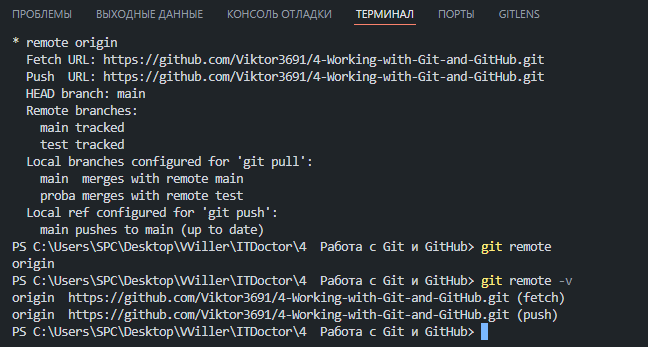 ПРОБЛЕМЫ ВЫХОДНЫЕ ДАННЫЕ КОНСОЛЬ ОТЛАДКИ ТЕРМИНАЛ ПОРТЫ GITLENS
* remote origin
  Fetch URL: https://github.com/Viktor3691/4-Working-with-Git-and-GitHub.git
  Push  URL: https://github.com/Viktor3691/4-Working-with-Git-and-GitHub.git
  HEAD branch: main
  Remote branches:
    main tracked
    test tracked
  Local branches configured for 'git pull':
    main  merges with remote main
    proba merges with remote test
  Local ref configured for 'git push':
    main pushes to main (up to date)
PS C:\Users\SPC\Desktop\VViller\ITDoctor\4  Работа с Git и GitHub> git remote
origin
PS C:\Users\SPC\Desktop\VViller\ITDoctor\4  Работа с Git и GitHub> git remote -v
origin  https://github.com/Viktor3691/4-Working-with-Git-and-GitHub.git (fetch)
origin  https://github.com/Viktor3691/4-Working-with-Git-and-GitHub.git (push)
PS C:\Users\SPC\Desktop\VViller\ITDoctor\4  Работа с Git и GitHub>